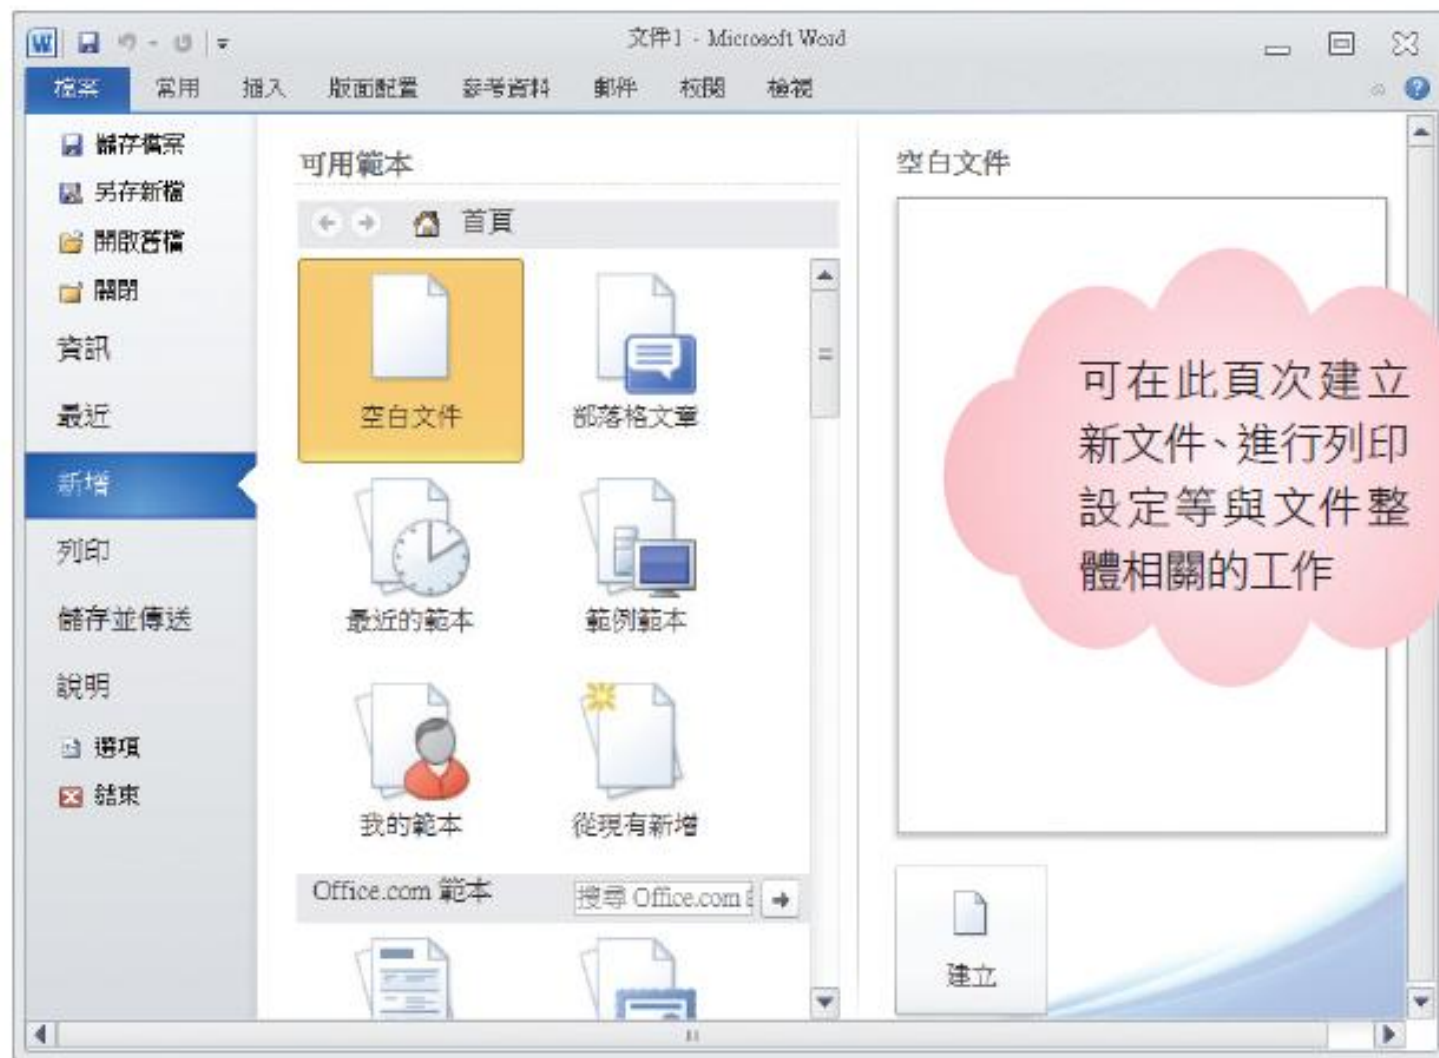 文件1 - Microsoft Word
檔案 常用 插入 版面配置 參考資料 郵件 校閱 檢視
儲存檔案
另存新檔
開啟舊檔
關閉
資訊
最近
新增
列印
儲存並傳送
說明
選項
結束
可用範本
首頁
空白文件 部落格文章
最近的範本 範例範本
我的範本 從現有新增
Office.com 範本 搜尋 Office.com
空白文件
可在此頁次建立
新文件、進行列印
設定等與文件整
體相關的工作
建立